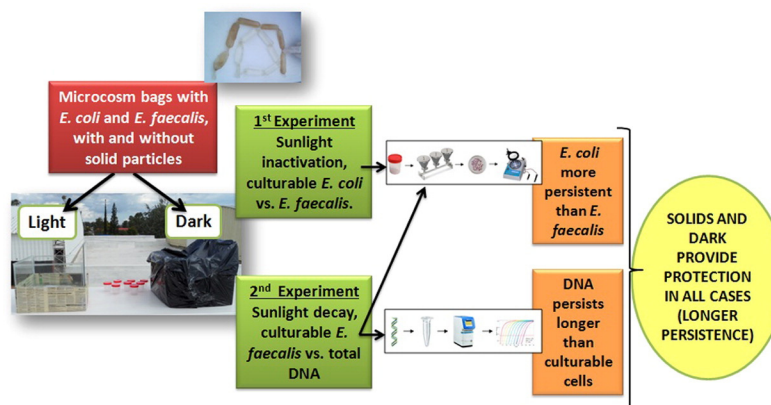 Microcosm bags with
E. coli and E. faecalis,
with and without
solid particles
Light
Dark
1st Experiment
Sunlight
inactivation,
culturable E. coli
vs. E. faecalis.
2nd Experiment
Sunlight decay,
culturable E.
faecalis vs. total
DNA
E. coli
more
persistent
than E.
faecalis
DNA
persists
longer
than
culturable
cells
SOLIDS AND
DARK
PROVIDE
PROTECTION
IN ALL CASES
(LONGER
PERSISTENCE)